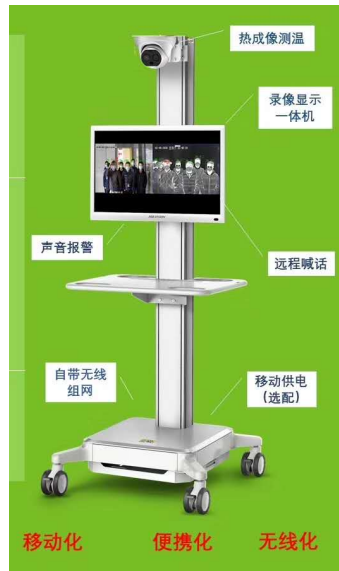 热成像测温
录像显示
一体机
声音报警
远程喊话
自带无线
组网
移动供电
(选配)
移动化
便携化
无线化